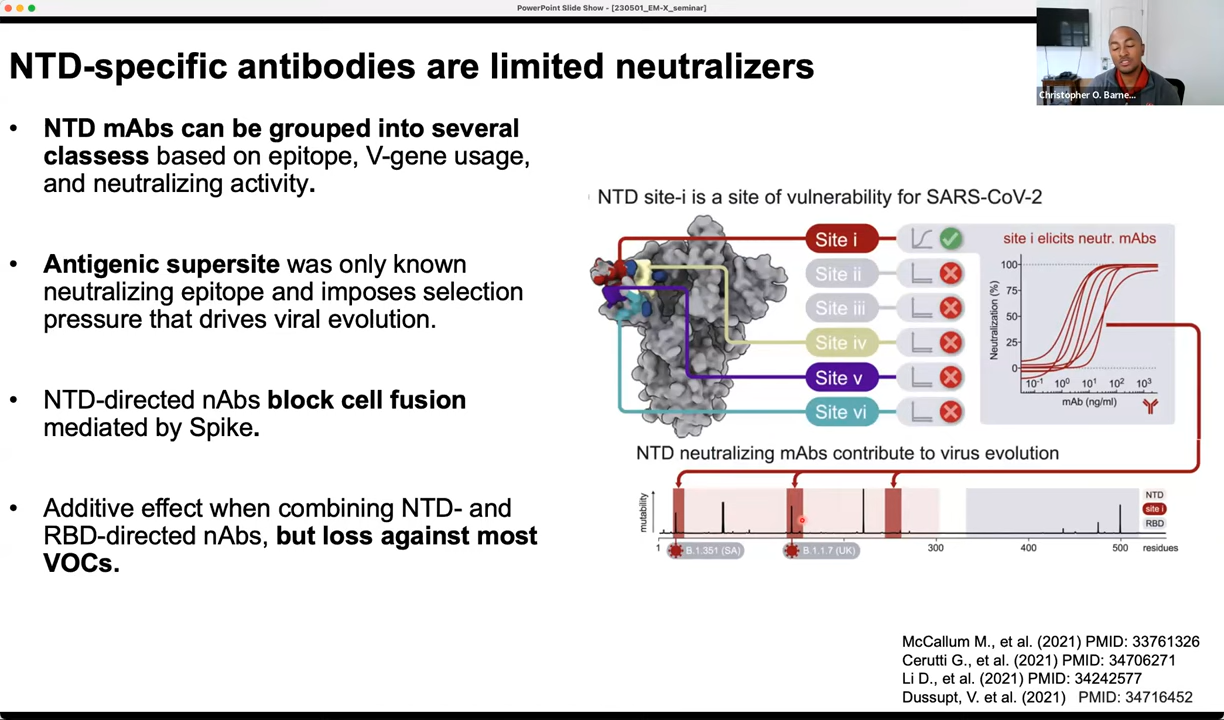 PowerPoint Slide Show - [230501_EM-X_seminar]
Christopher O. Barne...
NTD-specific antibodies are limited neutralizers
• NTD mAbs can be grouped into several
classess based on epitope, V-gene usage,
and neutralizing activity.
• Antigenic supersite was only known
neutralizing epitope and imposes selection
pressure that drives viral evolution.
• NTD-directed nAbs block cell fusion
mediated by Spike.
• Additive effect when combining NTD- and
RBD-directed nAbs, but loss against most
VOCs.
NTD site-i is a site of vulnerability for SARS-CoV-2
Site i
Site ii
Site iii
Site iv
Site v
Site vi
site i elicits neutr. mAbs
Neutralization (%)
100
75
50
25
0
10⁻¹ 10⁰ 10¹ 10² 10³
mAb (ng/ml)
NTD neutralizing mAbs contribute to virus evolution
mutability
NTD
site i
RBD
1 300 400 500 residues
B.1.351 (SA)
B.1.1.7 (UK)
McCallum M., et al. (2021) PMID: 33761326
Cerutti G., et al. (2021) PMID: 34706271
Li D., et al. (2021) PMID: 34242577
Dussupt, V. et al. (2021) PMID: 34716452